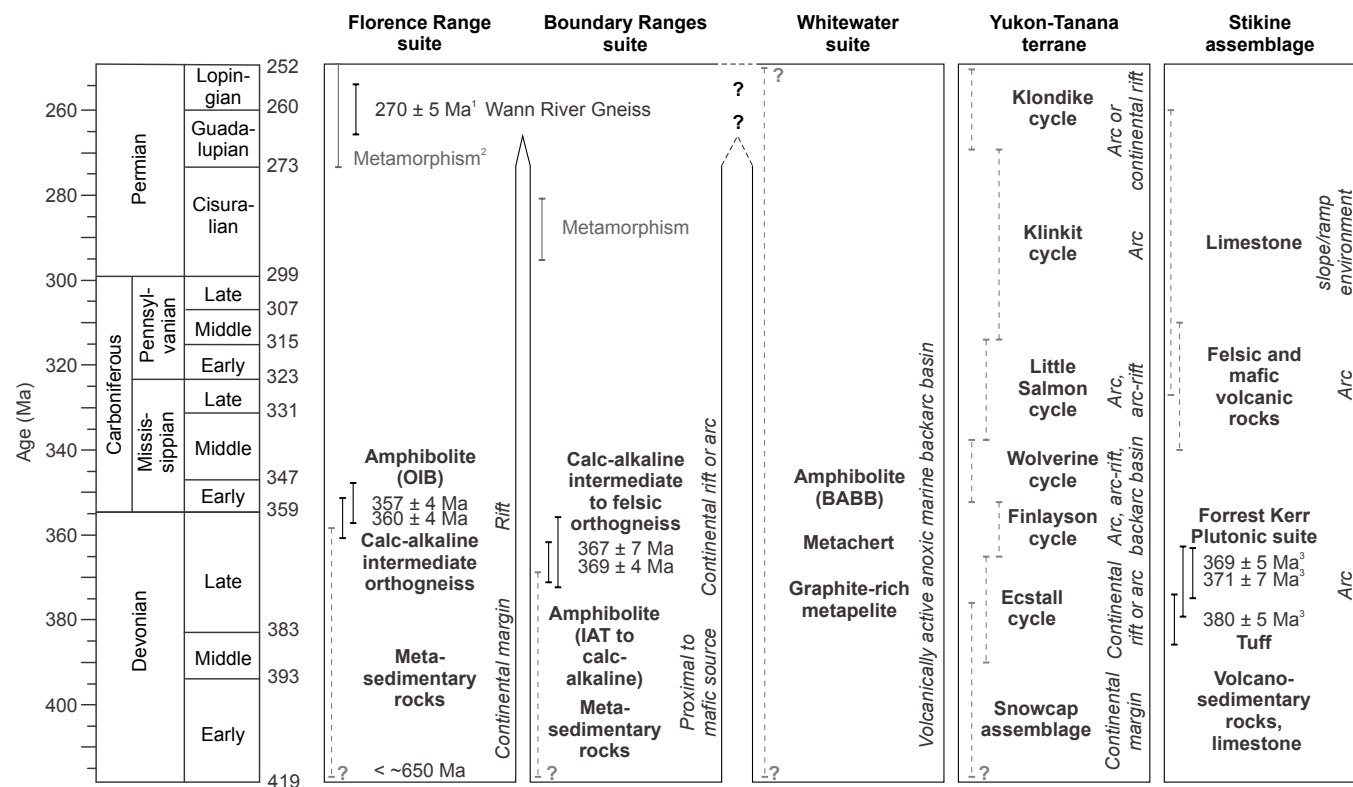 Florence Range
suite
Boundary Ranges
suite
Whitewater
suite
Yukon-Tanana
terrane
Stikine
assemblage
Age (Ma)
260
280
300
320
340
360
380
400
Permian
Carboniferous
Pennsyl-
vanian
Missis-
sippian
Devonian
Lopin-
gian
Guada-
lupian
Cisura-
lian
Late
Middle
Early
Late
Middle
Early
Late
Middle
Early
252
260
273
299
307
315
323
331
347
359
383
393
419
270 ± 5 Ma¹ Wann River Gneiss
Metamorphism²
Amphibolite
(OIB)
357 ± 4 Ma
360 ± 4 Ma
Calc-alkaline
intermediate
orthogneiss
Rift
Meta-
sedimentary
rocks
Continental margin
? < ~650 Ma
Metamorphism
Calc-alkaline
intermediate
to felsic
orthogneiss
367 ± 7 Ma
369 ± 4 Ma
Continental rift or arc
Amphibolite
(IAT to
calc-
alkaline)
Meta-
sedimentary
rocks
Proximal to
mafic source
?
?
?
?
Amphibolite
(BABB)
Metachert
Graphite-rich
metapelite
Volcanically active anoxic marine backarc basin
?
Klondike
cycle
Arc or
continental rift
Klinkit
cycle
Arc
Little
Salmon
cycle
Arc,
arc-rift
Wolverine
cycle
Finlayson
cycle
Arc, arc-rift,
backarc basin
Ecstall
cycle
Continental
rift or arc
Snowcap
assemblage
Continental
margin
?
Limestone
slope/ramp
environment
Felsic and
mafic
volcanic
rocks
Arc
Forrest Kerr
Plutonic suite
369 ± 5 Ma³
371 ± 7 Ma³
380 ± 5 Ma³
Tuff
Arc
Volcano-
sedimentary
rocks,
limestone